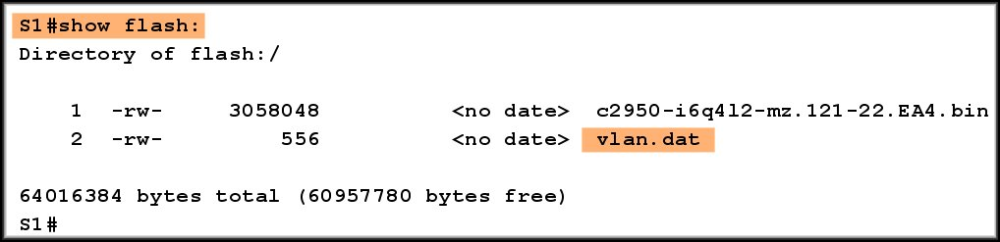 S1#show flash:
Directory of flash:/
1 -rw- 3058048 <no date> c2950-i6q4l2-mz.121-22.EA4.bin
2 -rw- 556 <no date> vlan.dat
64016384 bytes total (60957780 bytes free)
S1#